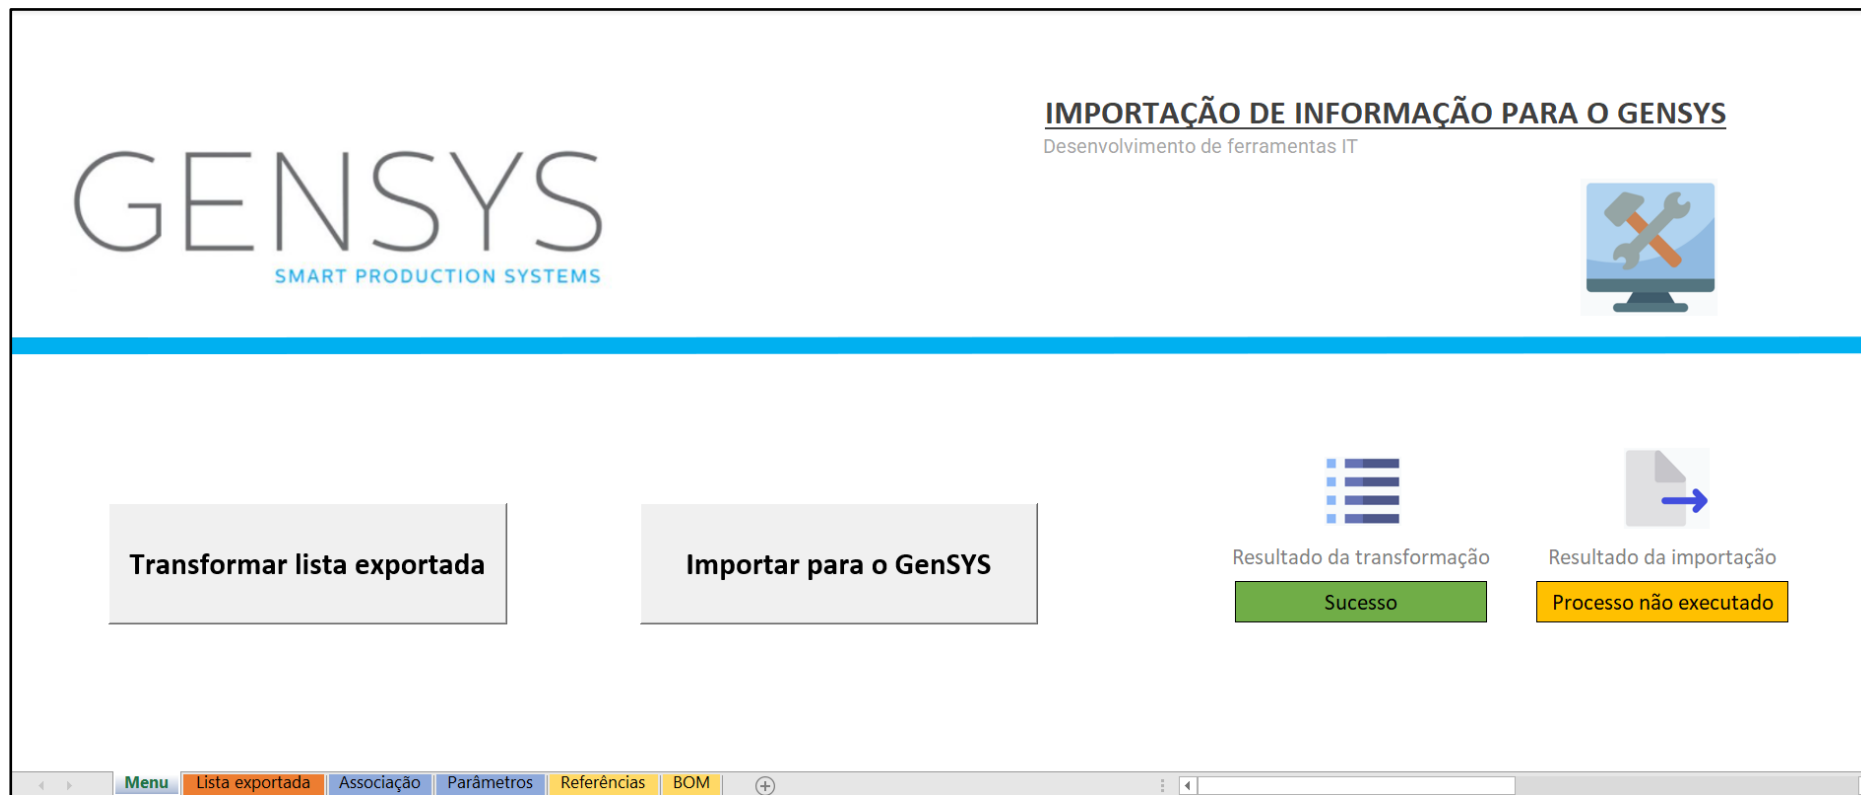 GENSYS
SMART PRODUCTION SYSTEMS
IMPORTAÇÃO DE INFORMAÇÃO PARA O GENSYS
Desenvolvimento de ferramentas IT
Transformar lista exportada
Importar para o GenSYS
Resultado da transformação
Sucesso
Resultado da importação
Processo não executado
Menu
Lista exportada
Associação
Parâmetros
Referências
BOM